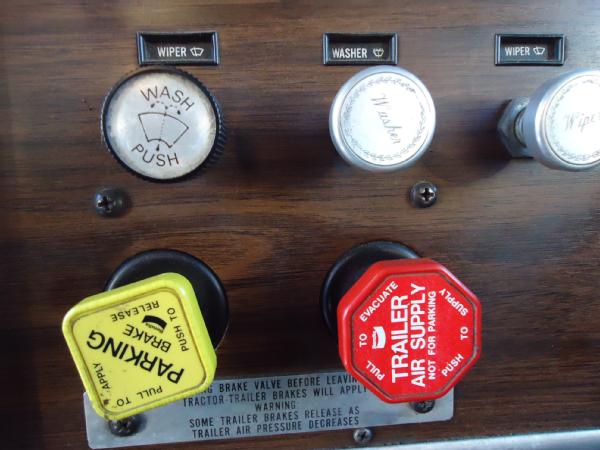 WIPER
WASHER
WIPER
WASH
PUSH
Washer
Wiper
PUSH TO
RELEASE
PARKING
BRAKE
PULL TO
APPLY
PULL TO EVACUATE
TRAILER
AIR SUPPLY
NOT FOR PARKING
PUSH TO SUPPLY
BRAKE VALVE BEFORE
TRACTOR-TRAILER BRAKES WILL APPLY
WARNING:
SOME TRAILER BRAKES RELEASE AS
TRAILER AIR PRESSURE DECREASES